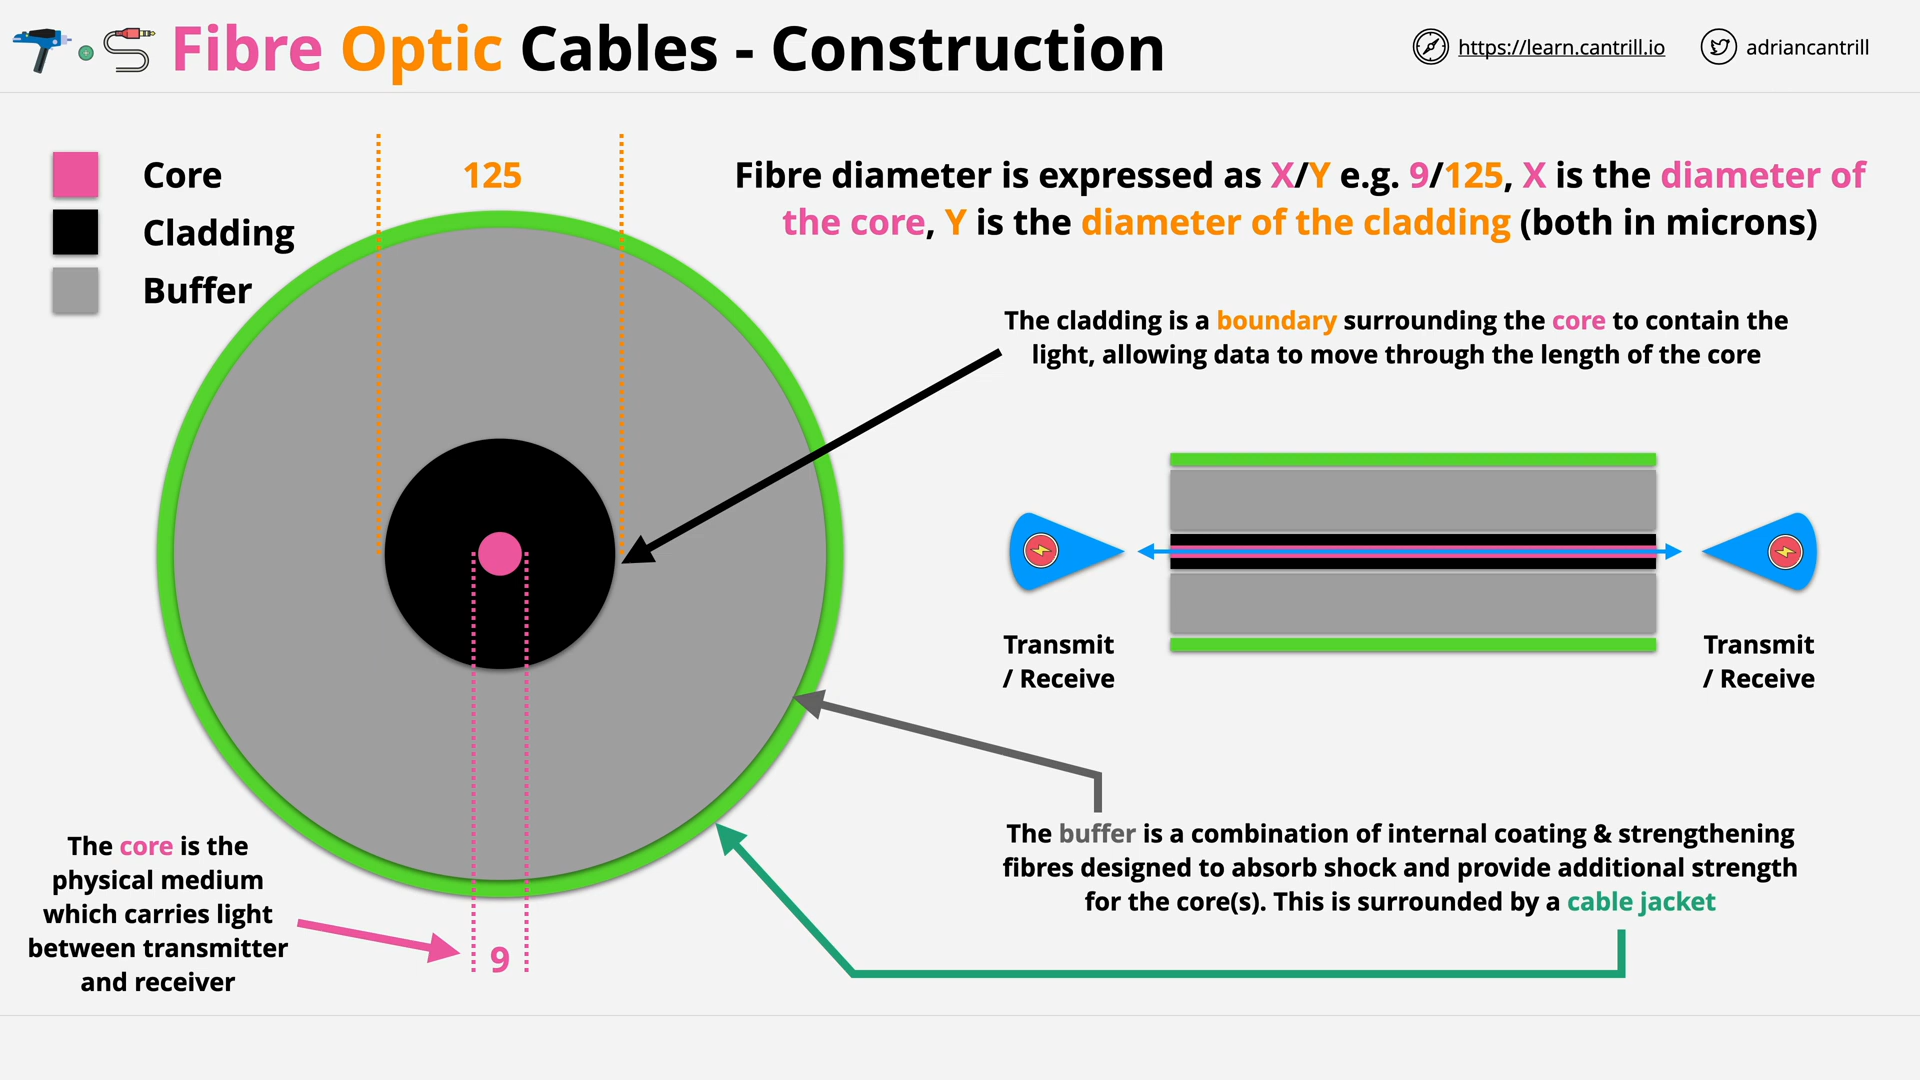 Fibre Optic Cables - Construction
https://learn.cantrill.io
adriancantrill
Core
Cladding
Buffer
125
Fibre diameter is expressed as X/Y e.g. 9/125, X is the diameter of
the core, Y is the diameter of the cladding (both in microns)
The cladding is a boundary surrounding the core to contain the
light, allowing data to move through the length of the core
Transmit
/ Receive
Transmit
/ Receive
The buffer is a combination of internal coating & strengthening
fibres designed to absorb shock and provide additional strength
for the core(s). This is surrounded by a cable jacket
The core is the
physical medium
which carries light
between transmitter
and receiver
9